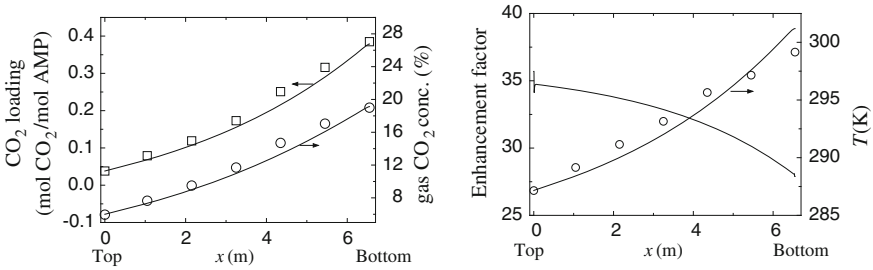 CO2 loading
(mol CO2/mol AMP)
0.4
0.3
0.2
0.1
0.0
-0.1
28
24
20
16
12
8
gas CO2 conc. (%)
0
2
4
6
Top
x (m)
Bottom
Enhancement factor
40
35
30
25
300
295
290
285
T(K)
0
2
4
6
Top
x (m)
Bottom